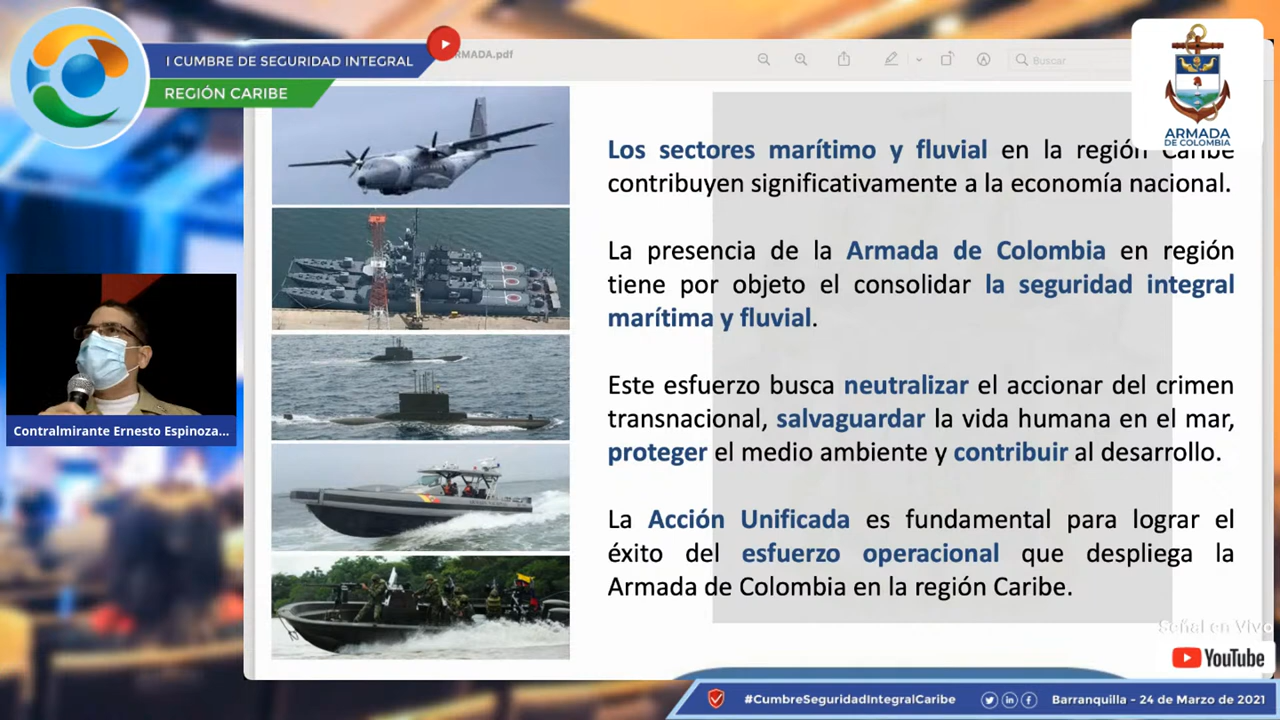 I CUMBRE DE SEGURIDAD INTEGRAL
REGIÓN CARIBE
RMADA.pdf
Buscar
ARMADA
DE COLOMBIA
Los sectores marítimo y fluvial en la región Caribe
contribuyen significativamente a la economía nacional.
La presencia de la Armada de Colombia en región
tiene por objeto el consolidar la seguridad integral
marítima y fluvial.
Este esfuerzo busca neutralizar el accionar del crimen
transnacional, salvaguardar la vida humana en el mar,
proteger el medio ambiente y contribuir al desarrollo.
La Acción Unificada es fundamental para lograr el
éxito del esfuerzo operacional que despliega la
Armada de Colombia en la región Caribe.
Contralmirante Ernesto Espinoza...
Señal en Vivo
YouTube
#CumbreSeguridadIntegralCaribe
Barranquilla - 24 de Marzo de 2021